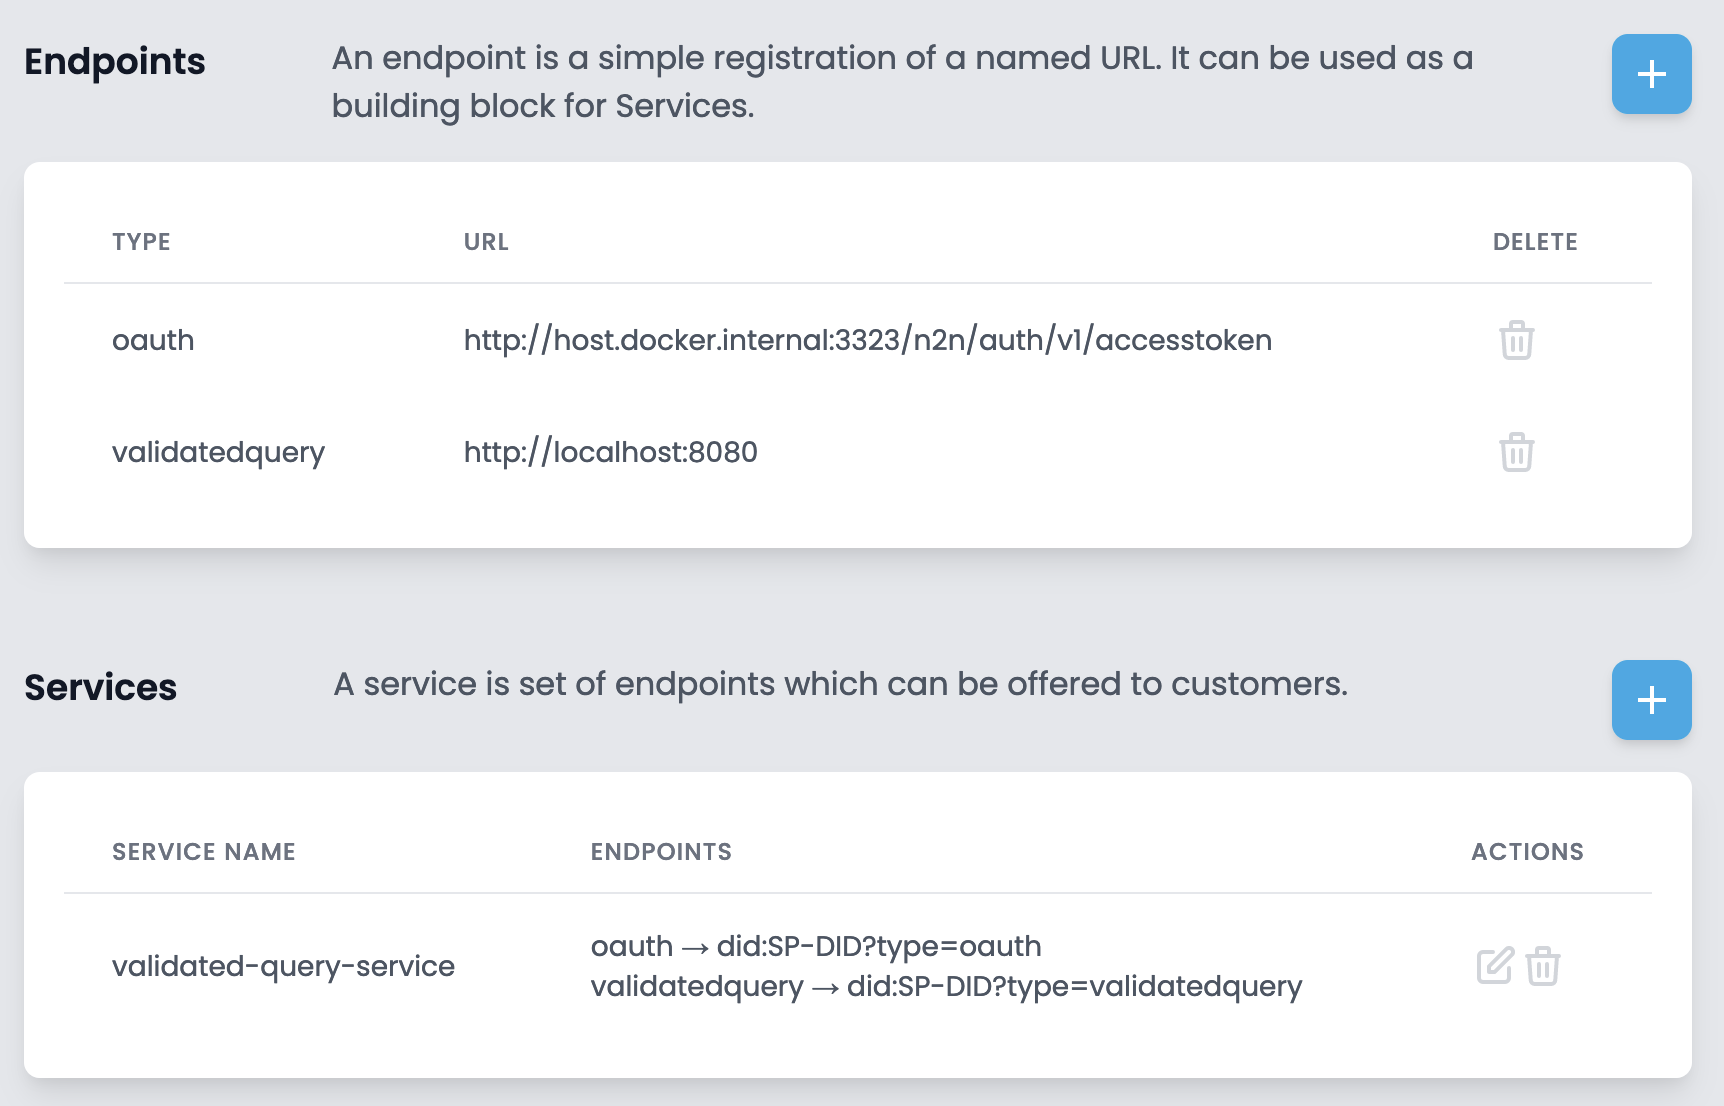 Endpoints
An endpoint is a simple registration of a named URL. It can be used as a
building block for Services.
TYPE URL DELETE
oauth http://host.docker.internal:3323/n2n/auth/v1/accesstoken
validatedquery http://localhost:8080
Services
A service is set of endpoints which can be offered to customers.
SERVICE NAME ENDPOINTS ACTIONS
validated-query-service
oauth → did:SP-DID?type=oauth
validatedquery → did:SP-DID?type=validatedquery